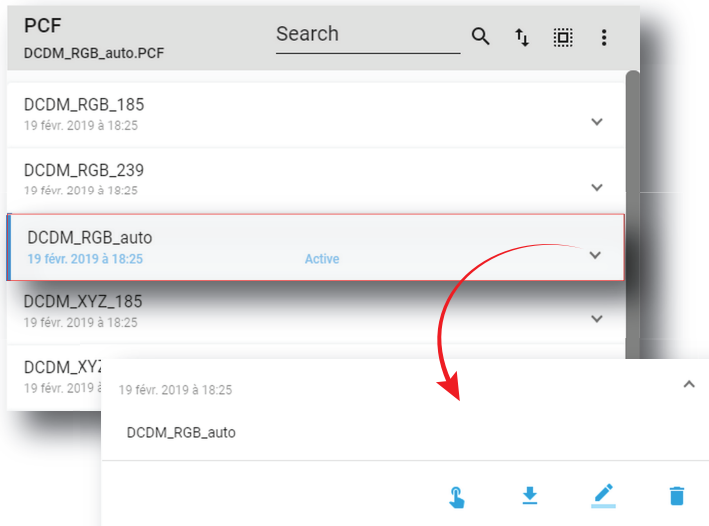 PCF
DCDM_RGB_auto.PCF
Search
DCDM_RGB_185
19 févr. 2019 à 18:25
DCDM_RGB_239
19 févr. 2019 à 18:25
DCDM_RGB_auto
19 févr. 2019 à 18:25
Active
DCDM_XYZ_185
19 févr. 2019 à 18:25
DCDM_XYZ
19 févr. 2019 à
19 févr. 2019 à 18:25
DCDM_RGB_auto